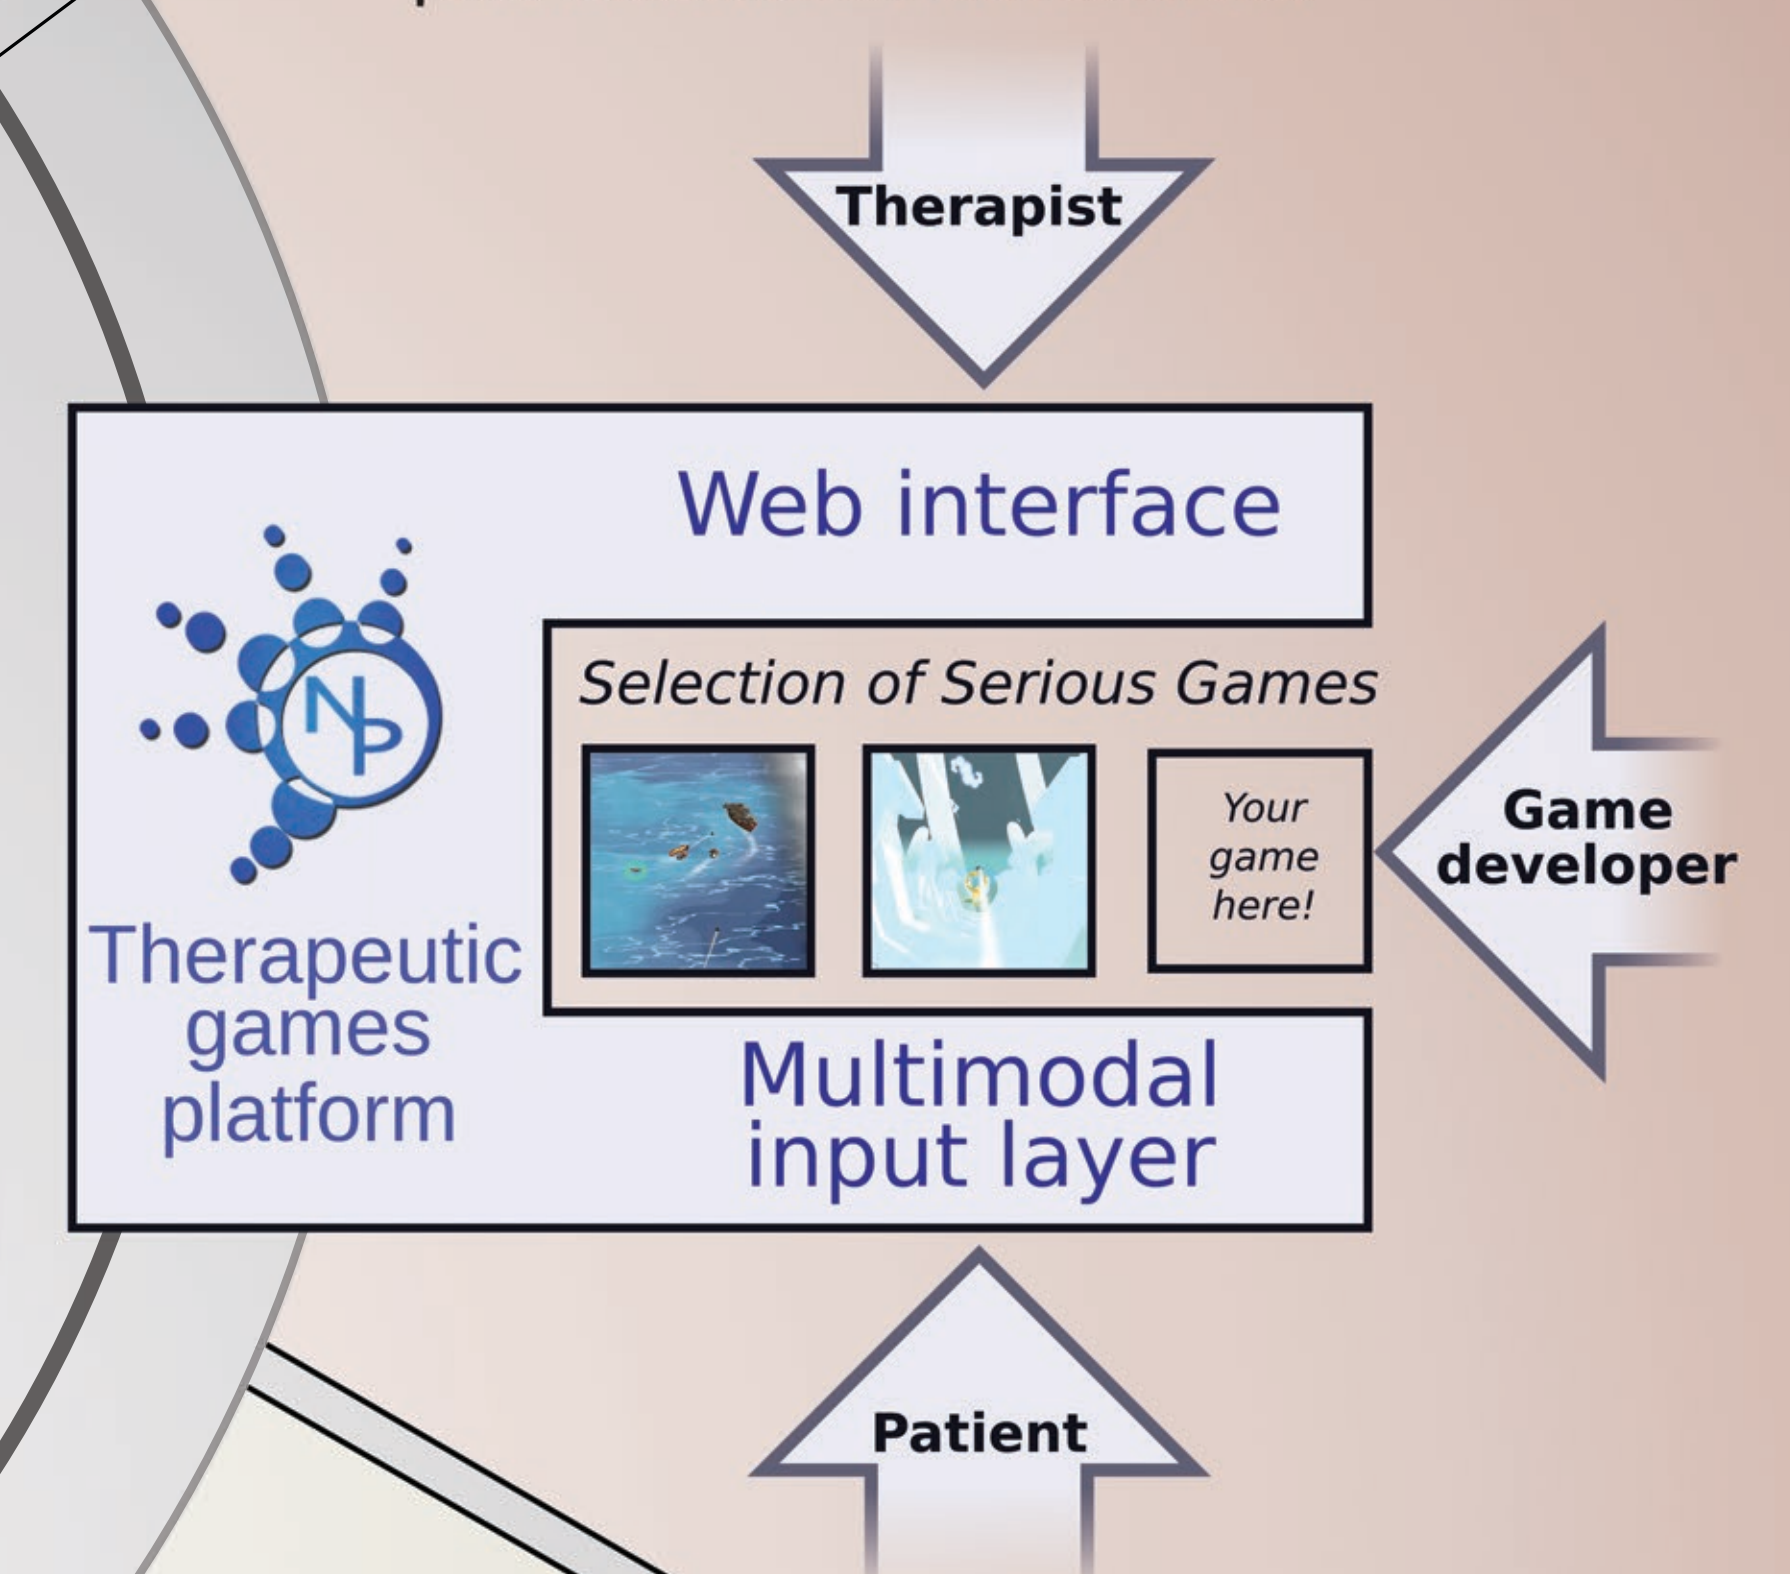 Therapist
Web interface
Selection of Serious Games
Your
game
here!
Game
developer
NP
Therapeutic
games
platform
Multimodal
input layer
Patient